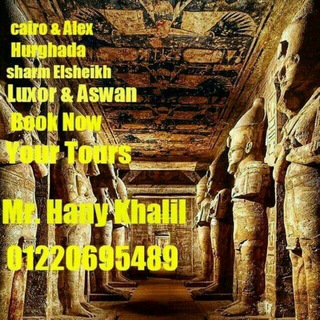 cairo & Alex
Hurghada
sharm Elsheikh
Luxor & Aswan
Book Now
Your Tours
Mr. Hany Khalil
01220695489